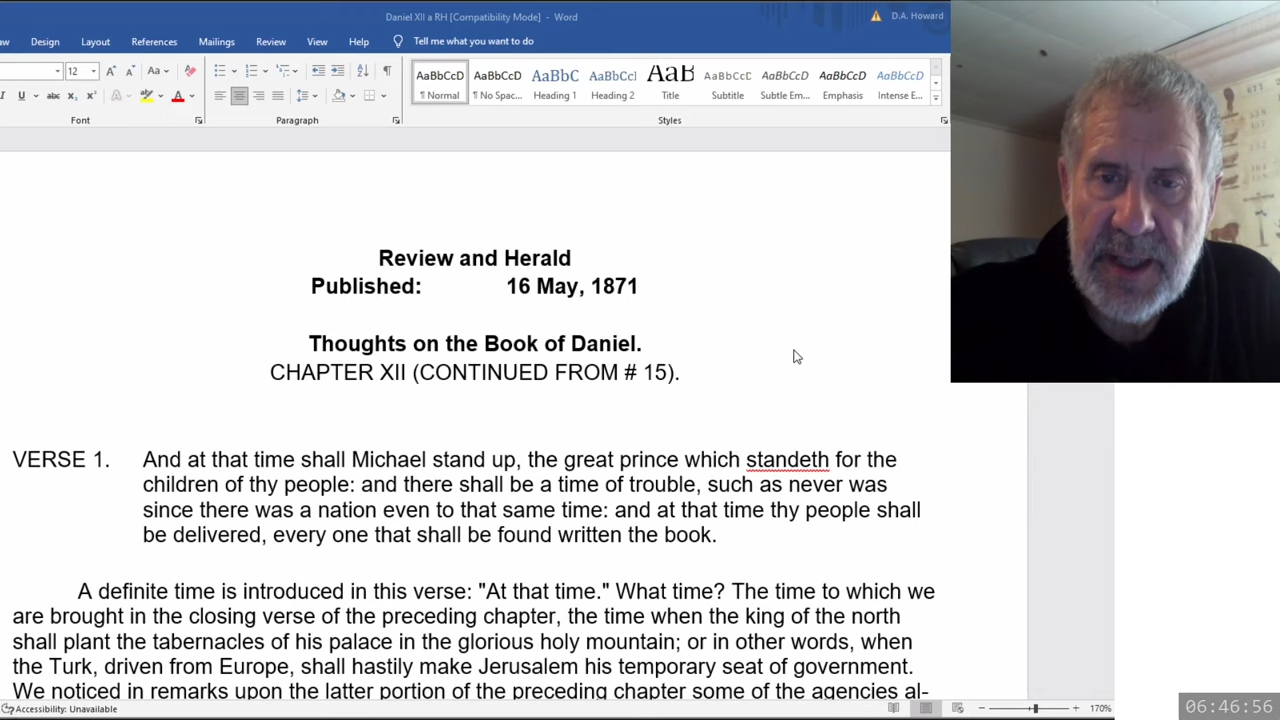 Daniel XII a RH [Compatibility Mode] - Word
D.A. Howard
aw Design Layout References Mailings Review View Help Tell me what you want to do
12 Aa
AaBbCcD AaBbCcD AaBbC AaBbCcI AaB AaBbCcD AaBbCcD AaBbCcD AaBbCcD
I U abc x₂ x² A A
¶ Normal ¶ No Spac... Heading 1 Heading 2 Title Subtitle Subtle Em... Emphasis Intense E...
Font Paragraph Styles
Review and Herald
Published: 16 May, 1871
Thoughts on the Book of Daniel.
CHAPTER XII (CONTINUED FROM # 15).
VERSE 1. And at that time shall Michael stand up, the great prince which standeth for the
children of thy people: and there shall be a time of trouble, such as never was
since there was a nation even to that same time: and at that time thy people shall
be delivered, every one that shall be found written the book.
A definite time is introduced in this verse: "At that time." What time? The time to which we
are brought in the closing verse of the preceding chapter, the time when the king of the north
shall plant the tabernacles of his palace in the glorious holy mountain; or in other words, when
the Turk, driven from Europe, shall hastily make Jerusalem his temporary seat of government.
We noticed in remarks upon the latter portion of the preceding chapter some of the agencies al-
Accessibility: Unavailable
170%
06:46:56